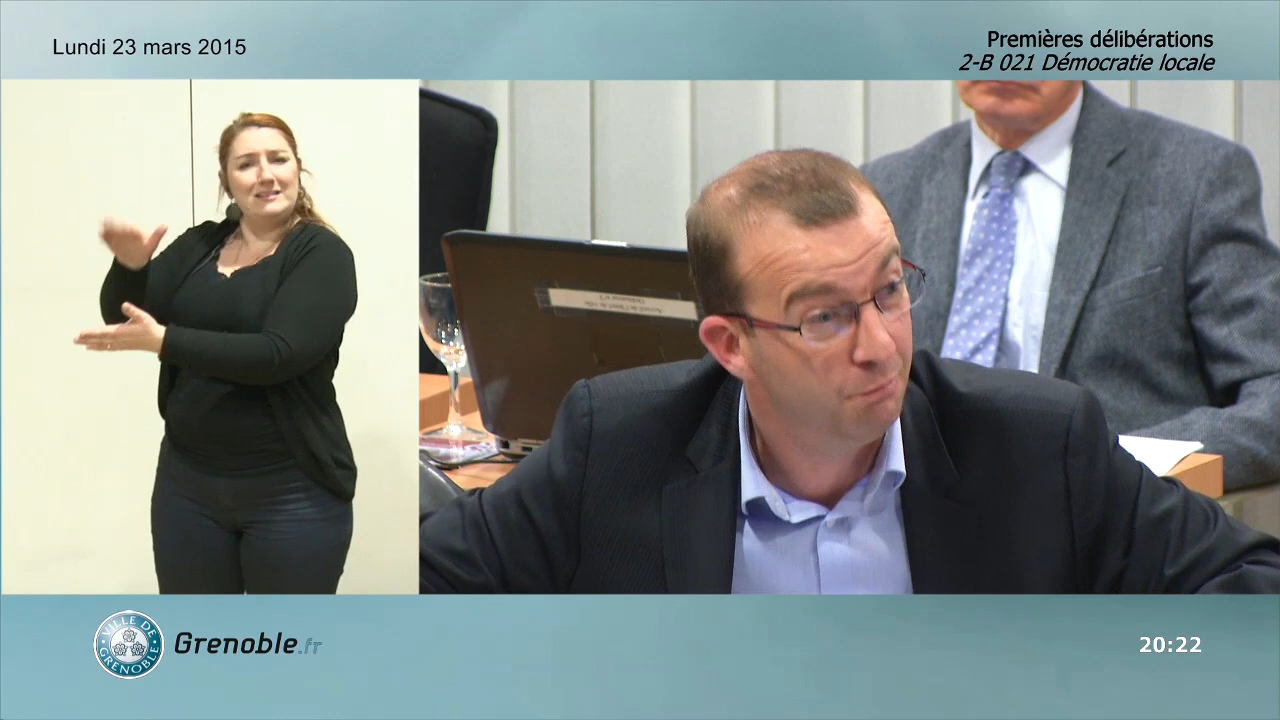 Lundi 23 mars 2015
Premières délibérations
2-B 021 Démocratie locale
VILLE DE
GRENOBLE
Grenoble.fr
20:22